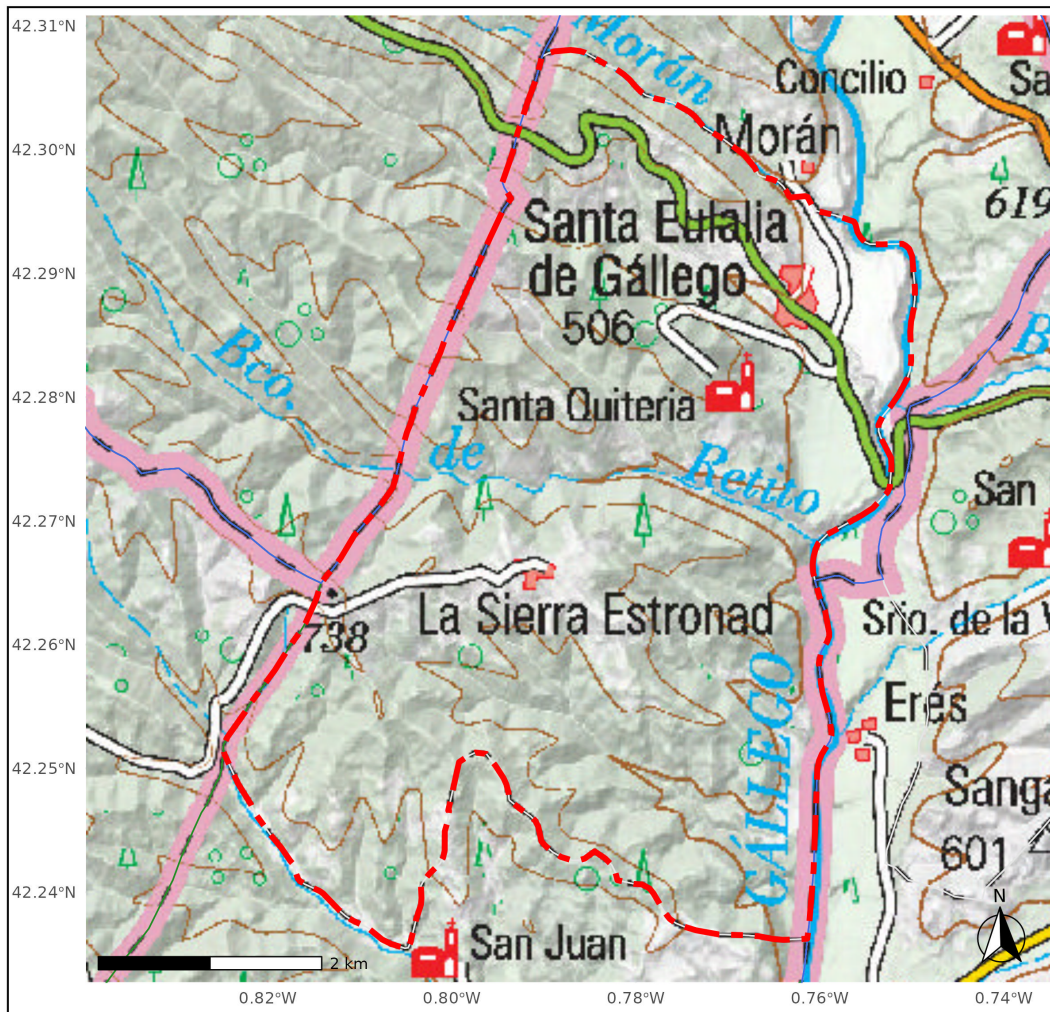 42.31°N
Morán
Concilio
Sa
42.30°N
Morán
619
Santa Eulalia
de Gállego
42.29°N
506
Bco.
B
42.28°N
Santa Quiteria
de
Retito
San
42.27°N
La Sierra Estronad
Sño. de la V
738
42.26°N
GÁLLEGO
Erés
42.25°N
Sanga
601
42.24°N
San Juan
N
2 km
0.82°W
0.80°W
0.78°W
0.76°W
0.74°W